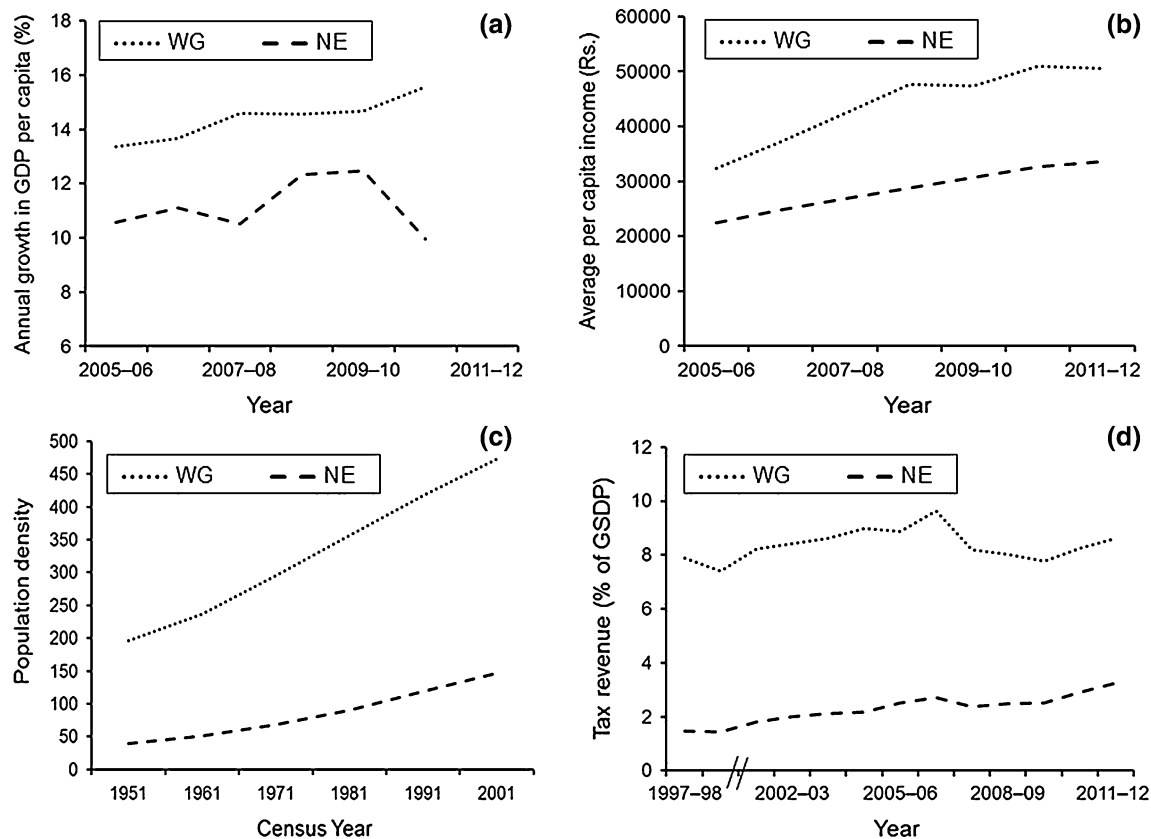 (a)
WG NE
Annual growth in GDP per capita (%)
18
16
14
12
10
8
6
2005–06 2007–08 2009–10 2011–12
Year
(b)
WG NE
Average per capita income (Rs.)
60000
50000
40000
30000
20000
10000
0
2005–06 2007–08 2009–10 2011–12
Year
(c)
WG NE
Population density
500
450
400
350
300
250
200
150
100
50
0
1951 1961 1971 1981 1991 2001
Census Year
(d)
WG NE
Tax revenue (% of GSDP)
12
10
8
6
4
2
0
1997–98 2002–03 2005–06 2008–09 2011–12
Year